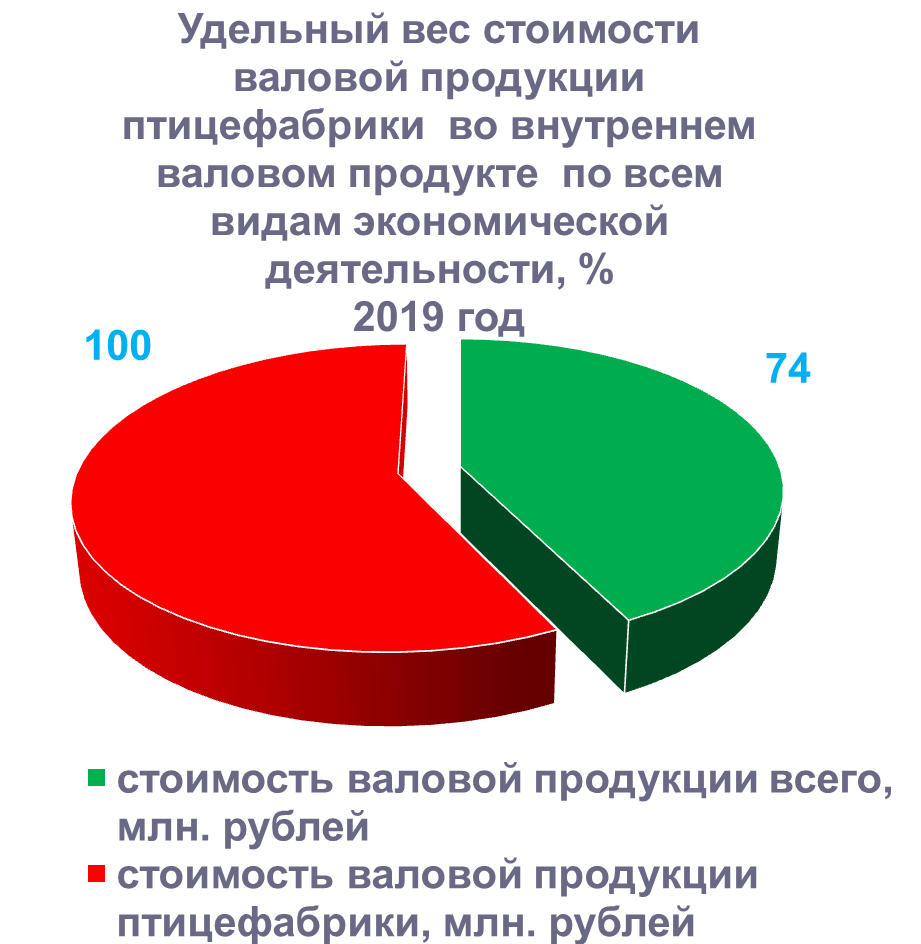 Удельный вес стоимости
валовой продукции
птицефабрики  во внутреннем
валовом продукте  по всем
видам экономической
деятельности, %
2019 год
100
74
стоимость валовой продукции всего,
млн. рублей
стоимость валовой продукции
птицефабрики, млн. рублей